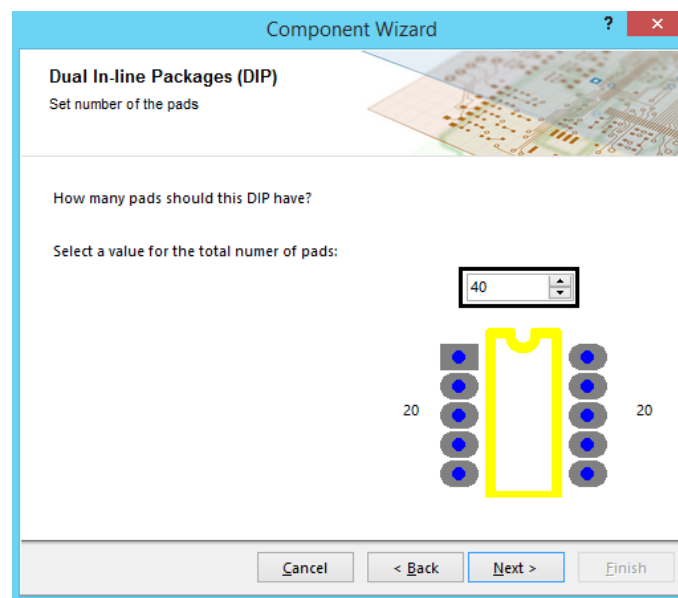 Component Wizard
?
×
Dual In-line Packages (DIP)
Set number of the pads
How many pads should this DIP have?
Select a value for the total numer of pads:
40
20
20
Cancel
< Back
Next >
Finish